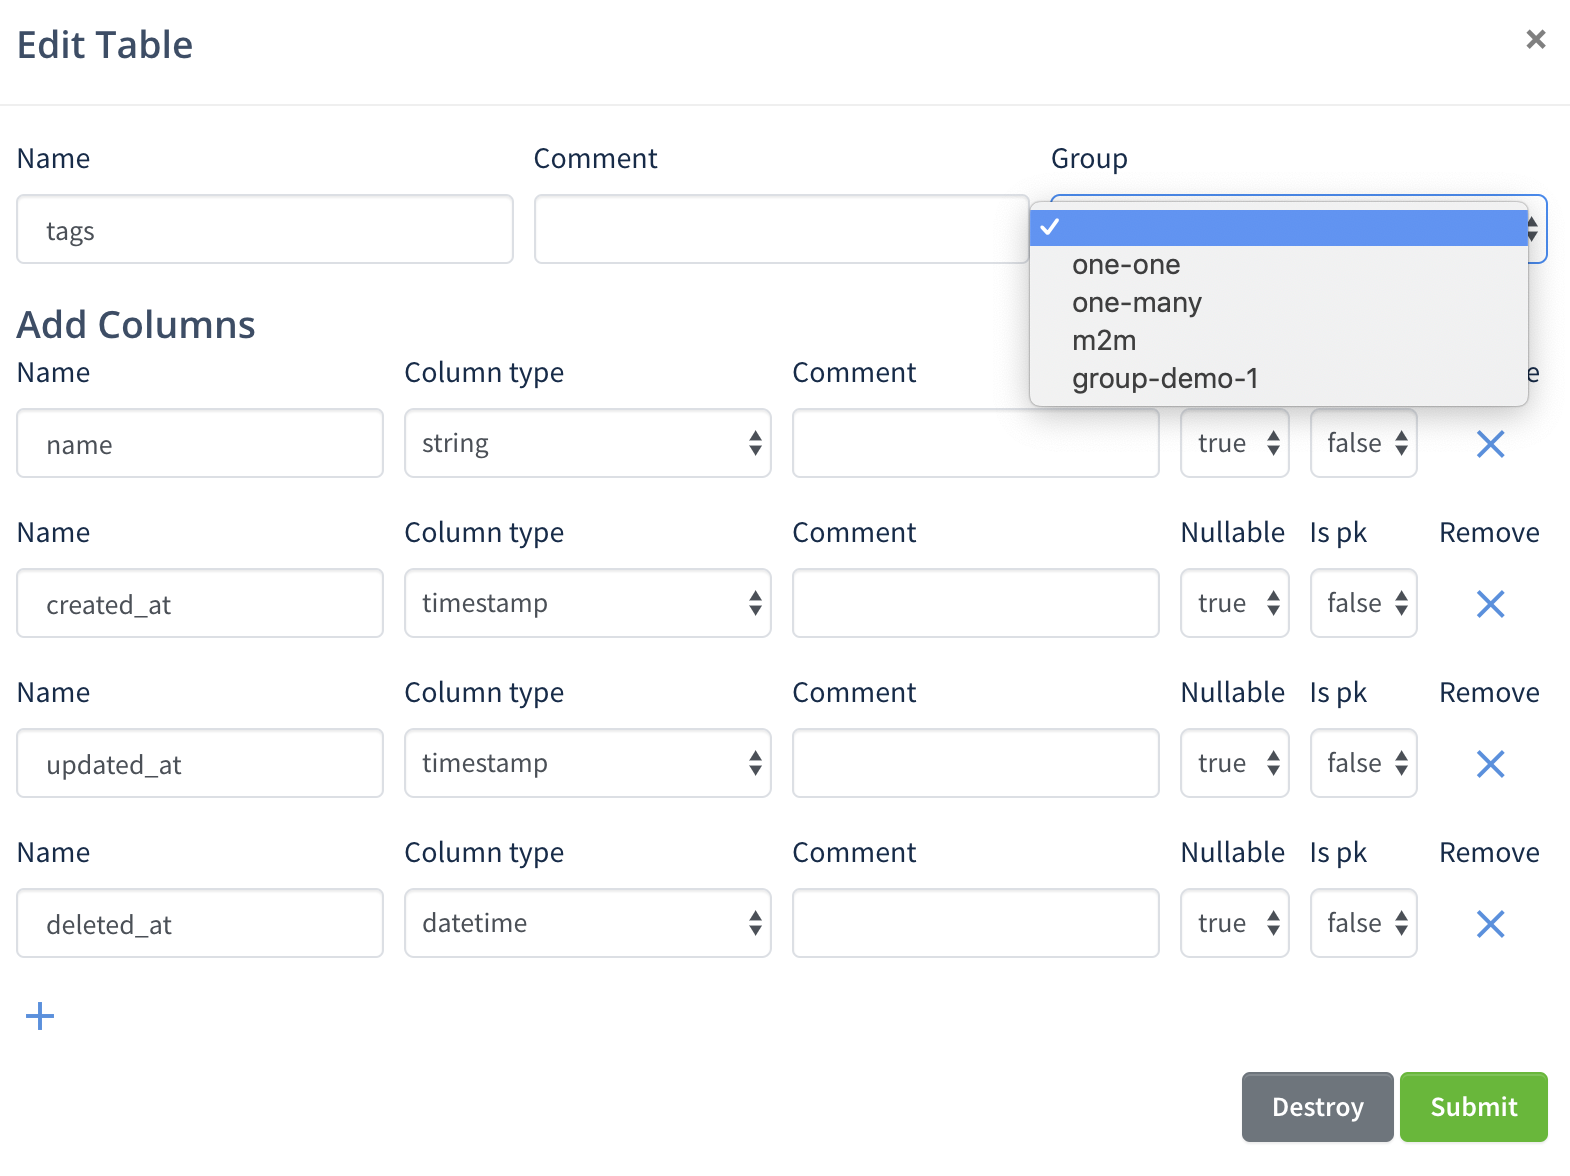 Edit Table
×
Name Comment Group
tags
✓
one-one
one-many
m2m
group-demo-1
Add Columns
Name Column type Comment e
name string true false
Name Column type Comment Nullable Is pk Remove
created_at timestamp true false
Name Column type Comment Nullable Is pk Remove
updated_at timestamp true false
Name Column type Comment Nullable Is pk Remove
deleted_at datetime true false
+
Destroy Submit